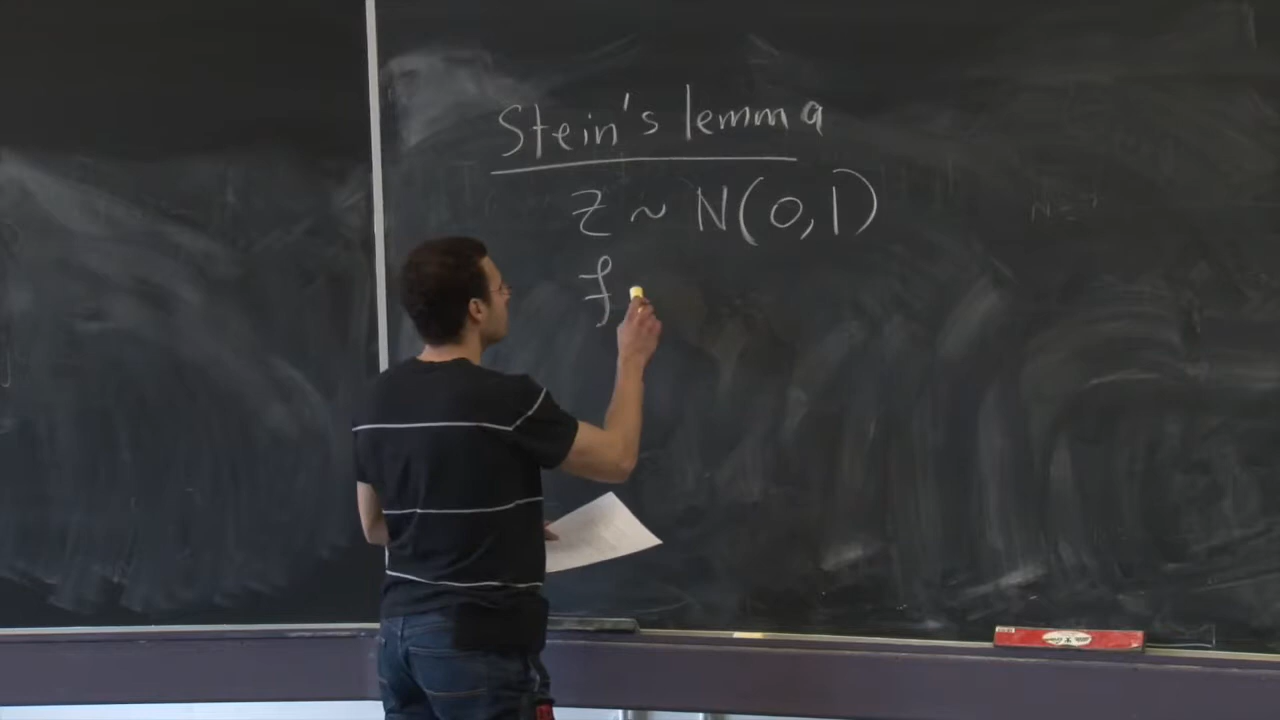 Stein's lemma
Z ~ N(0,1)
f